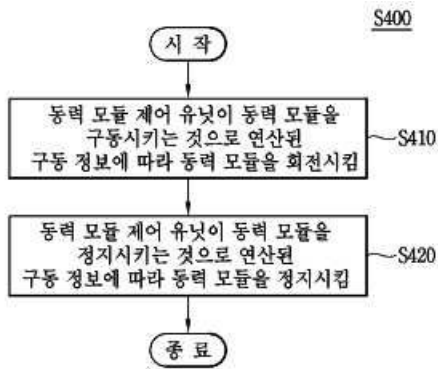 S400
시 작
동력 모듈 제어 유닛이 동력 모듈을
구동시키는 것으로 연산된
구동 정보에 따라 동력 모듈을 회전시킴
S410
동력 모듈 제어 유닛이 동력 모듈을
정지시키는 것으로 연산된
구동 정보에 따라 동력 모듈을 정지시킴
S420
종 료